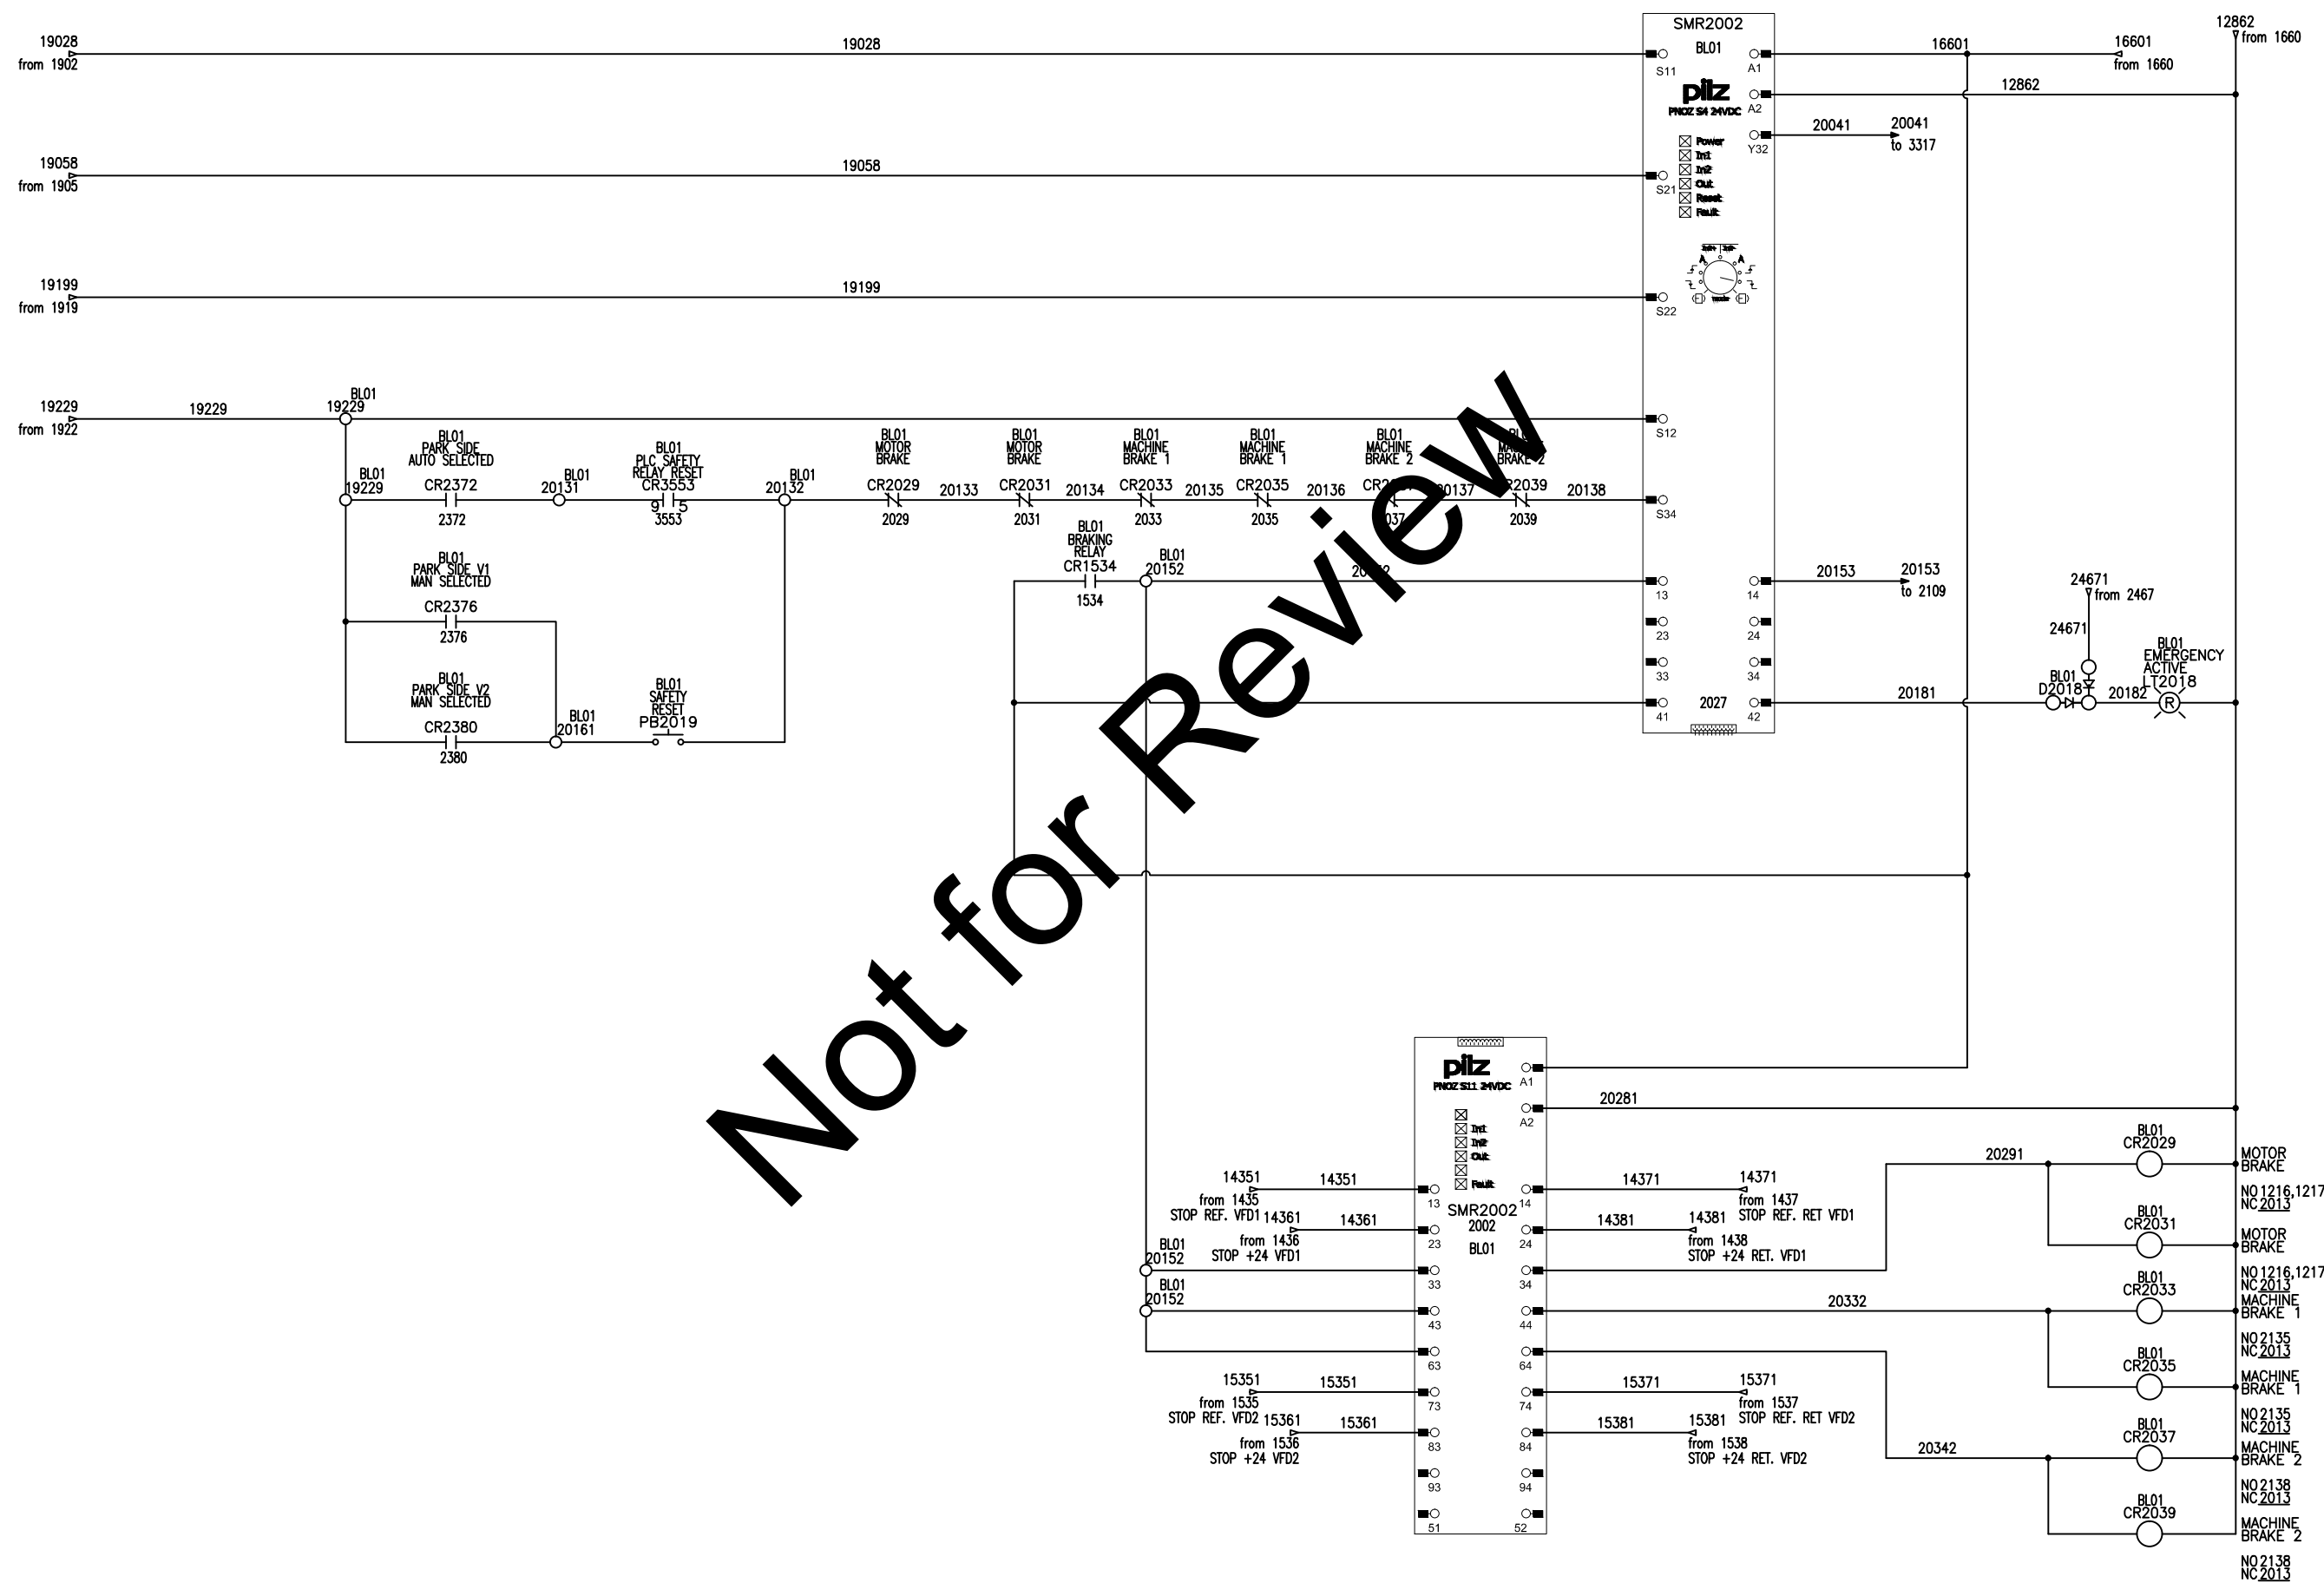 SMR2002
BL01
pilz
PNOZ S4 24VDC
Power
In1
In2
Out
Reset
Fault
mode
S11
S21
S22
S12
S34
13
23
33
41
A1
A2
Y32
14
24
34
42
2027
19028
from 1902
19028
19058
from 1905
19058
19199
from 1919
19199
19229
from 1922
19229
BL01
19229
16601
16601
from 1660
12862
from 1660
12862
20041
20041
to 3317
BL01
19229
BL01
PARK SIDE
AUTO SELECTED
CR2372
2372
BL01
20131
BL01
PLC SAFETY
RELAY RESET
CR3553
9 5
3553
BL01
20132
BL01
MOTOR
BRAKE
CR2029
2029
20133
BL01
MOTOR
BRAKE
CR2031
2031
20134
BL01
MACHINE
BRAKE 1
CR2033
2033
20135
BL01
MACHINE
BRAKE 1
CR2035
2035
20136
BL01
MACHINE
BRAKE 2
20137
CR2039
2039
20138
BL01
PARK SIDE V1
MAN SELECTED
CR2376
2376
BL01
PARK SIDE V2
MAN SELECTED
CR2380
2380
BL01
20161
BL01
SAFETY
RESET
PB2019
BL01
BRAKING
RELAY
CR1534
1534
BL01
20152
20153
20153
to 2109
24671
from 2467
24671
20181
BL01
D2018
20182
BL01
EMERGENCY
ACTIVE
LT2018
R
Not for Review
pilz
PNOZ S11 24VDC
In1
In2
Out
Fault
SMR2002
2002
BL01
A1
A2
13
23
33
43
63
73
83
93
51
14
24
34
44
64
74
84
94
52
20281
14351
from 1435
STOP REF. VFD1
14351
14361
from 1436
STOP +24 VFD1
14361
BL01
20152
BL01
20152
15351
from 1535
STOP REF. VFD2
15351
15361
from 1536
STOP +24 VFD2
15361
14371
14371
from 1437
STOP REF. RET VFD1
14381
14381
from 1438
STOP +24 RET. VFD1
15371
15371
from 1537
STOP REF. RET VFD2
15381
15381
from 1538
STOP +24 RET. VFD2
20291
20332
20342
BL01
CR2029
MOTOR
BRAKE
NO 1216,1217
NC 2013
BL01
CR2031
MOTOR
BRAKE
NO 1216,1217
NC 2013
BL01
CR2033
MACHINE
BRAKE 1
NO 2135
NC 2013
BL01
CR2035
MACHINE
BRAKE 1
NO 2135
NC 2013
BL01
CR2037
MACHINE
BRAKE 2
NO 2138
NC 2013
BL01
CR2039
MACHINE
BRAKE 2
NO 2138
NC 2013